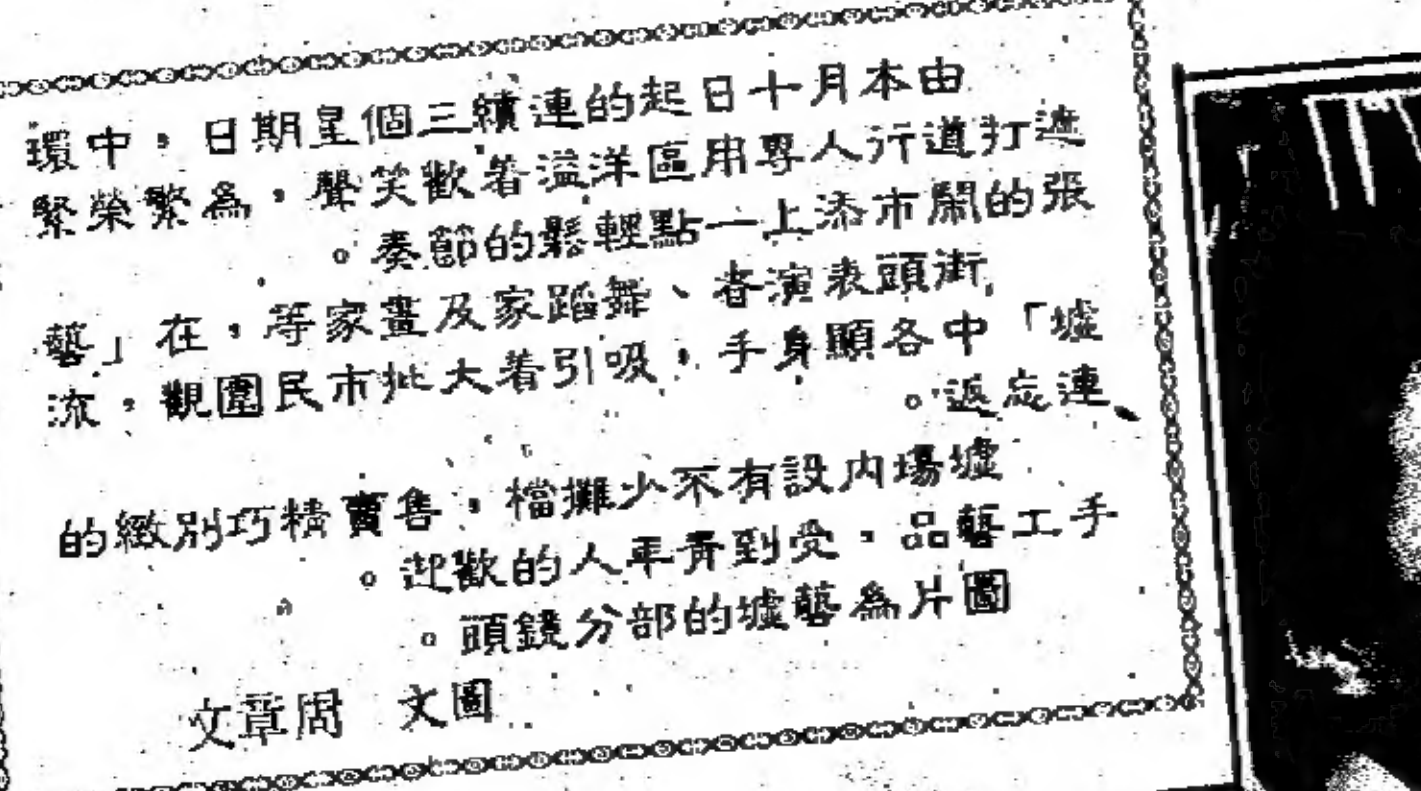 由本月十日起的連續三個星期日，中環
遮打道行人專用區洋溢着歡笑聲，為繁榮緊
張的鬧市添上一點輕鬆的節奏。
街頭表演者、舞蹈家及畫家等，在「藝
墟」中各顯身手，吸引着大批市民圍觀，流
連忘返。
墟場內設有不少攤檔，售賣精巧別緻的
手工藝品，受到青年人的歡迎。
圖片為藝墟的部分鏡頭。
圖文　周章文